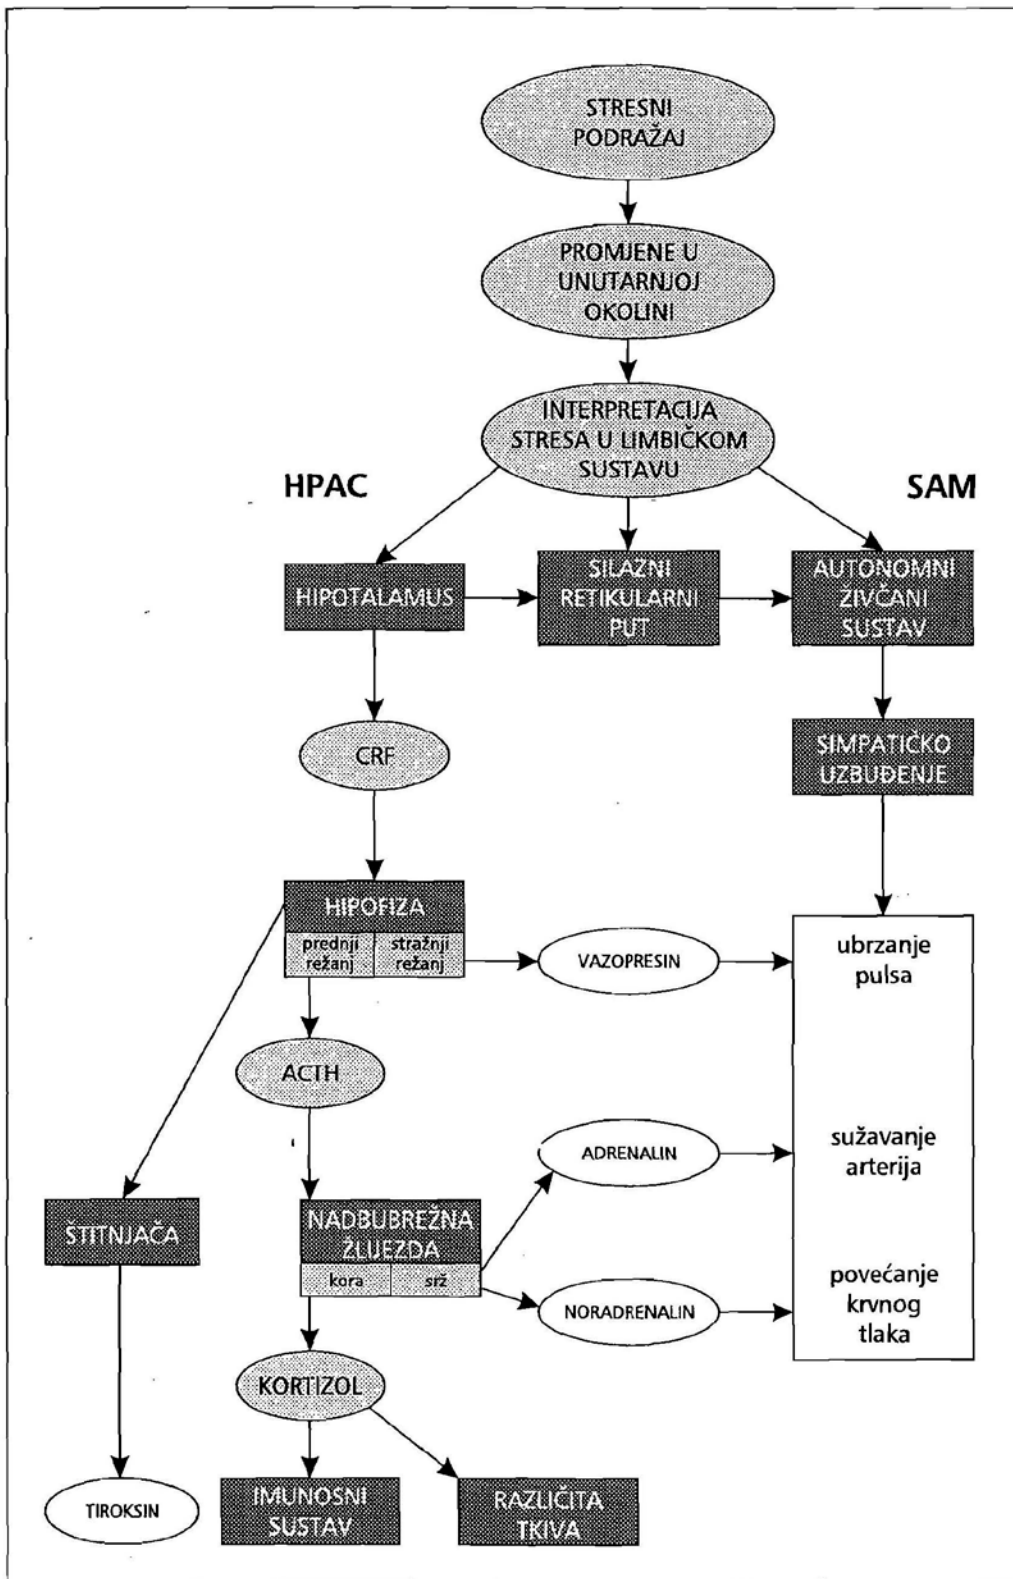 STRESNI
PODRAŽAJ
PROMJENE U
UNUTARNJOJ
OKOLINI
INTERPRETACIJA
STRESA U LIMBIČKOM
SUSTAVU
HPAC
SAM
HIPOTALAMUS
SILAZNI
RETIKULARNI
PUT
AUTONOMNI
ŽIVČANI
SUSTAV
CRF
SIMPATIČKO
UZBUĐENJE
HIPOFIZA
prednji
režanj
stražnji
režanj
VAZOPRESIN
ubrzanje
pulsa
ACTH
ADRENALIN
sužavanje
arterija
ŠTITNJAČA
NADBUBREŽNA
ŽLIJEZDA
kora
srž
NORADRENALIN
povećanje
krvnog
tlaka
KORTIZOL
TIROKSIN
IMUNOSNI
SUSTAV
RAZLIČITA
TKIVA